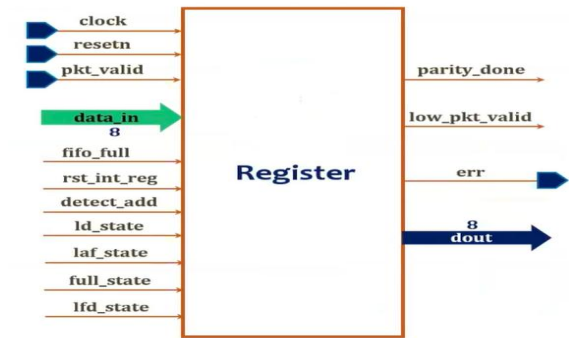 clock
resetn
pkt_valid
data_in
8
fifo_full
rst_int_reg
detect_add
ld_state
laf_state
full_state
lfd_state
Register
parity_done
low_pkt_valid
err
8
dout